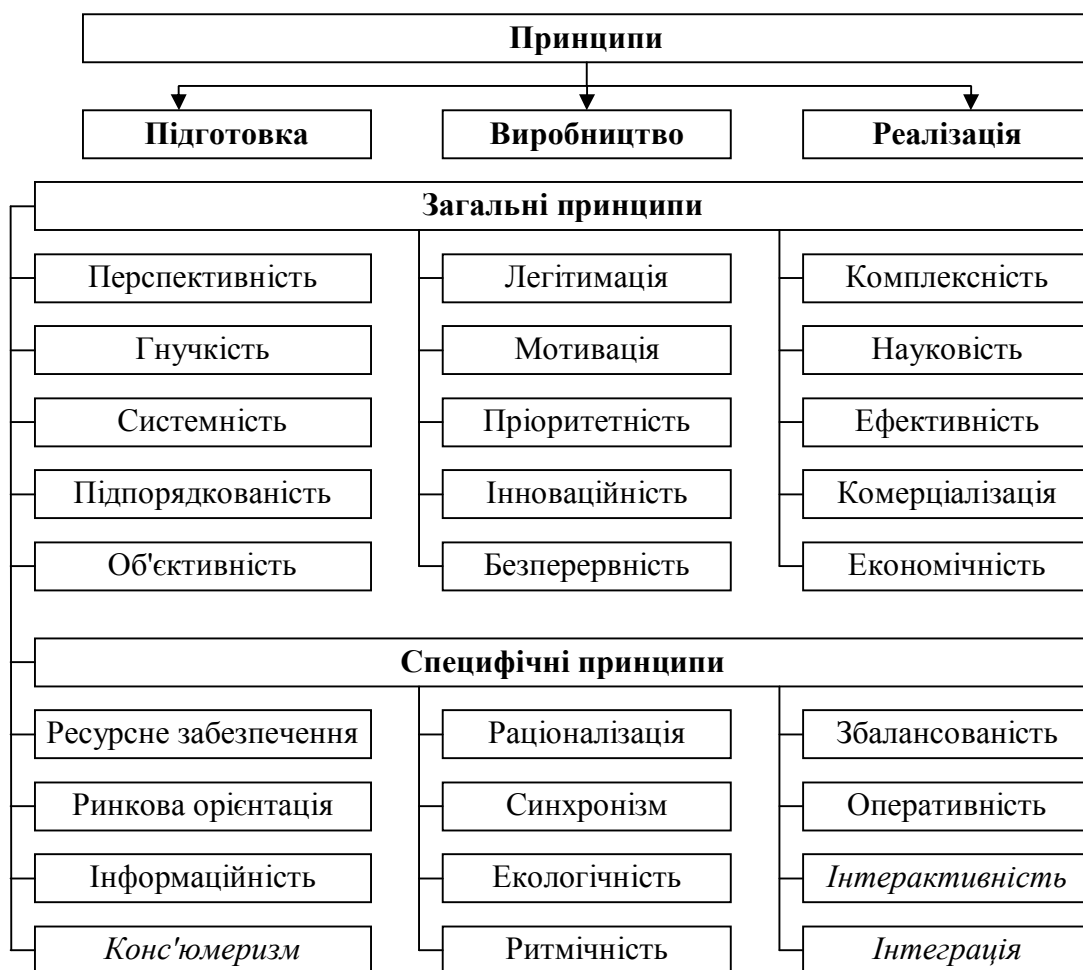 Принципи
Підготовка Виробництво Реалізація
Загальні принципи
Перспективність Легітимація Комплексність
Гнучкість Мотивація Науковість
Системність Пріоритетність Ефективність
Підпорядкованість Інноваційність Комерціалізація
Об'єктивність Безперервність Економічність
Специфічні принципи
Ресурсне забезпечення Раціоналізація Збалансованість
Ринкова орієнтація Синхронізм Оперативність
Інформаційність Екологічність Інтерактивність
Конс'юмеризм Ритмічність Інтеграція